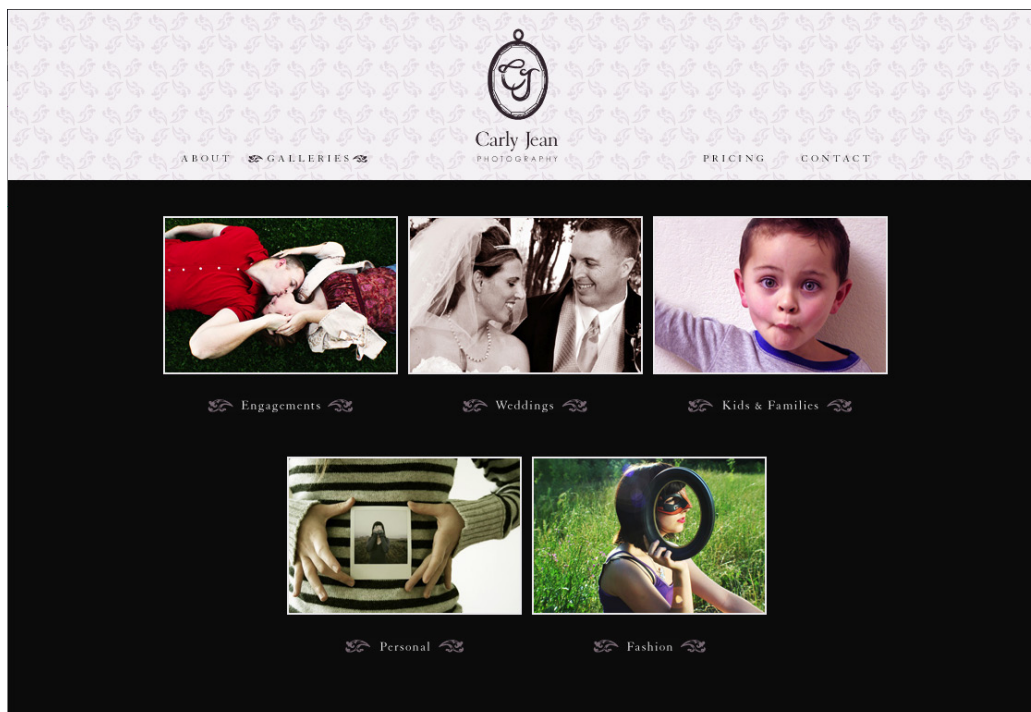 CJ
Carly Jean
PHOTOGRAPHY
ABOUT GALLERIES PRICING CONTACT
Engagements Weddings Kids & Families
Personal Fashion